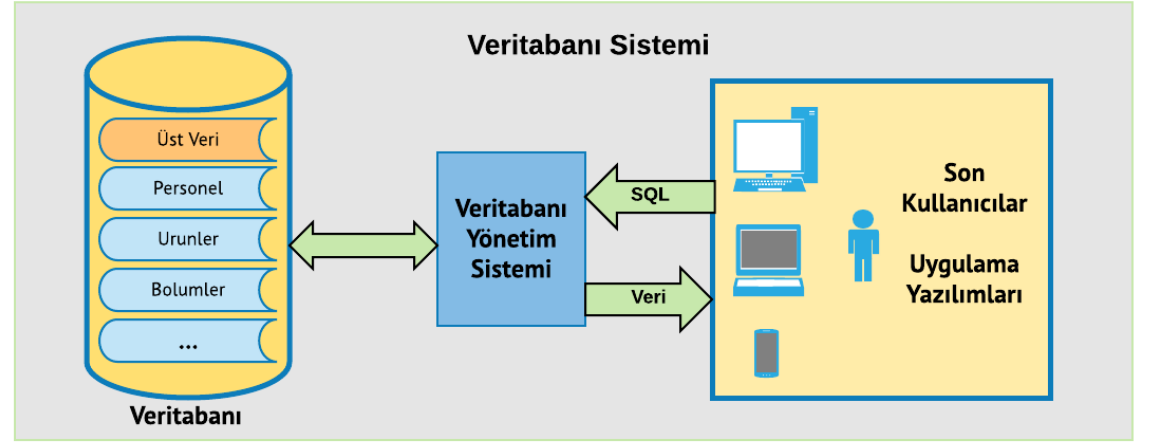 Veritabanı Sistemi
Üst Veri
Personel
Urunler
Bolumler
...
Veritabanı
Veritabanı
Yönetim
Sistemi
SQL
Veri
Son
Kullanıcılar
Uygulama
Yazılımları